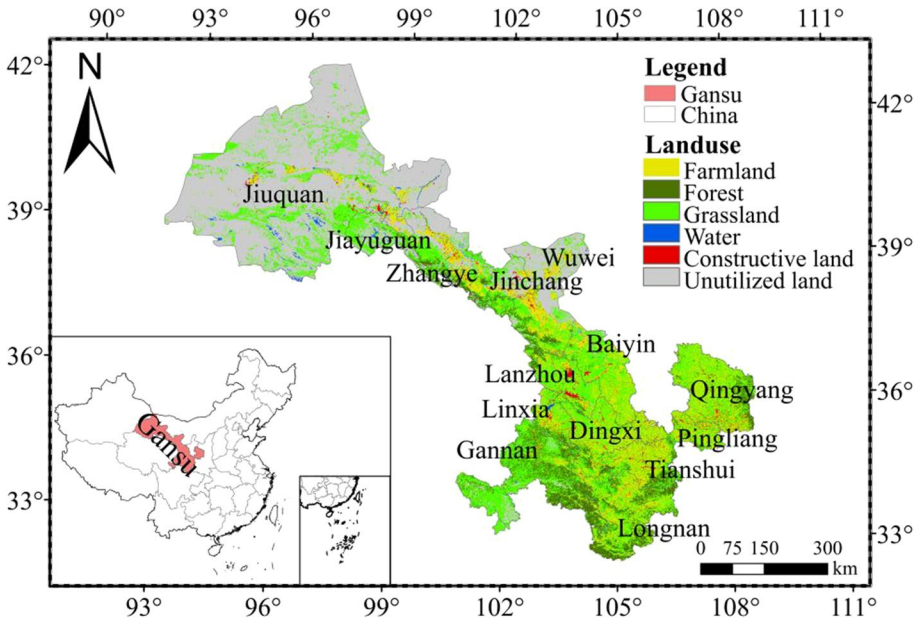 90° 93° 96° 99° 102° 105° 108° 111°
42°
39°
36°
33°
N
Legend
Gansu
China
Landuse
Farmland
Forest
Grassland
Water
Constructive land
Unutilized land
42°
39°
36°
33°
Jiuquan
Jiayuguan
Zhangye
Jinchang
Wuwei
Baiyin
Lanzhou
Linxia
Dingxi
Gannan
Qingyang
Pingliang
Tianshui
Longnan
Gansu
0 75 150 300
km
93° 96° 99° 102° 105° 108° 111°